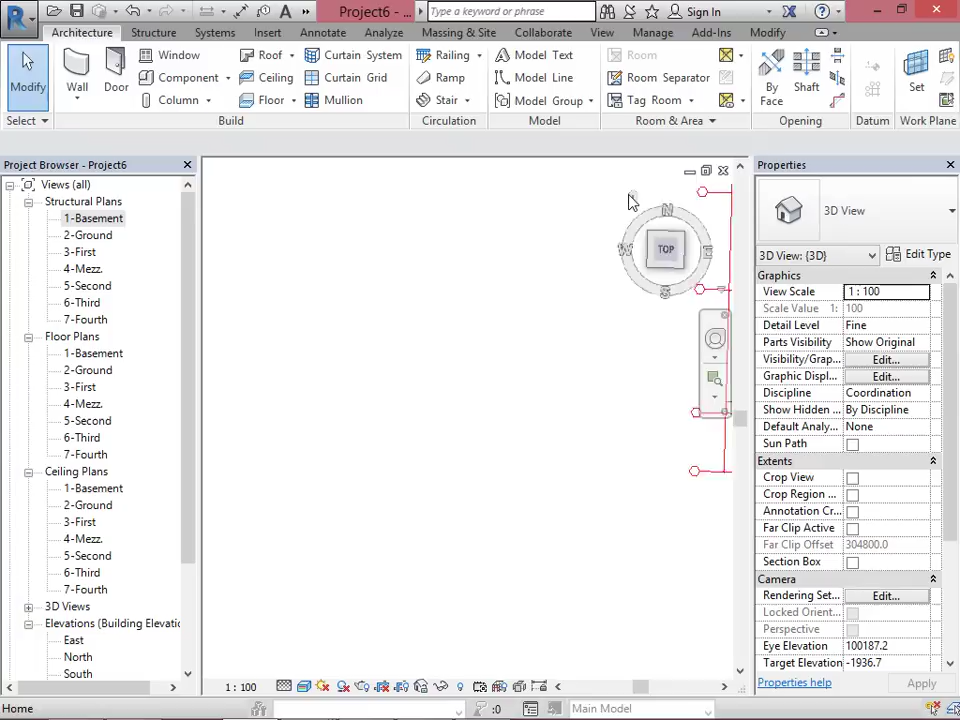 Project6 - ...
Type a keyword or phrase
Sign In
Architecture Structure Systems Insert Annotate Analyze Massing & Site Collaborate View Manage Add-Ins Modify
Modify
Wall
Door
Window
Component
Column
Roof
Ceiling
Floor
Curtain System
Curtain Grid
Mullion
Railing
Ramp
Stair
Model Text
Model Line
Model Group
Room
Room Separator
Tag Room
By Face
Shaft
Set
Select Build Circulation Model Room & Area Opening Datum Work Plane
Project Browser - Project6
Views (all)
Structural Plans
1-Basement
2-Ground
3-First
4-Mezz.
5-Second
6-Third
7-Fourth
Floor Plans
1-Basement
2-Ground
3-First
4-Mezz.
5-Second
6-Third
7-Fourth
Ceiling Plans
1-Basement
2-Ground
3-First
4-Mezz.
5-Second
6-Third
7-Fourth
3D Views
Elevations (Building Elevatio
East
North
South
N
W
TOP
E
S
1 : 100
Properties
3D View
3D View: {3D}
Edit Type
Graphics
View Scale 1 : 100
Scale Value 1: 100
Detail Level Fine
Parts Visibility Show Original
Visibility/Grap... Edit...
Graphic Displ... Edit...
Discipline Coordination
Show Hidden ... By Discipline
Default Analy... None
Sun Path
Extents
Crop View
Crop Region ...
Annotation Cr...
Far Clip Active
Far Clip Offset 304800.0
Section Box
Camera
Rendering Set... Edit...
Locked Orient...
Perspective
Eye Elevation 100187.2
Target Elevation -1936.7
Properties help
Apply
Home
:0
Main Model